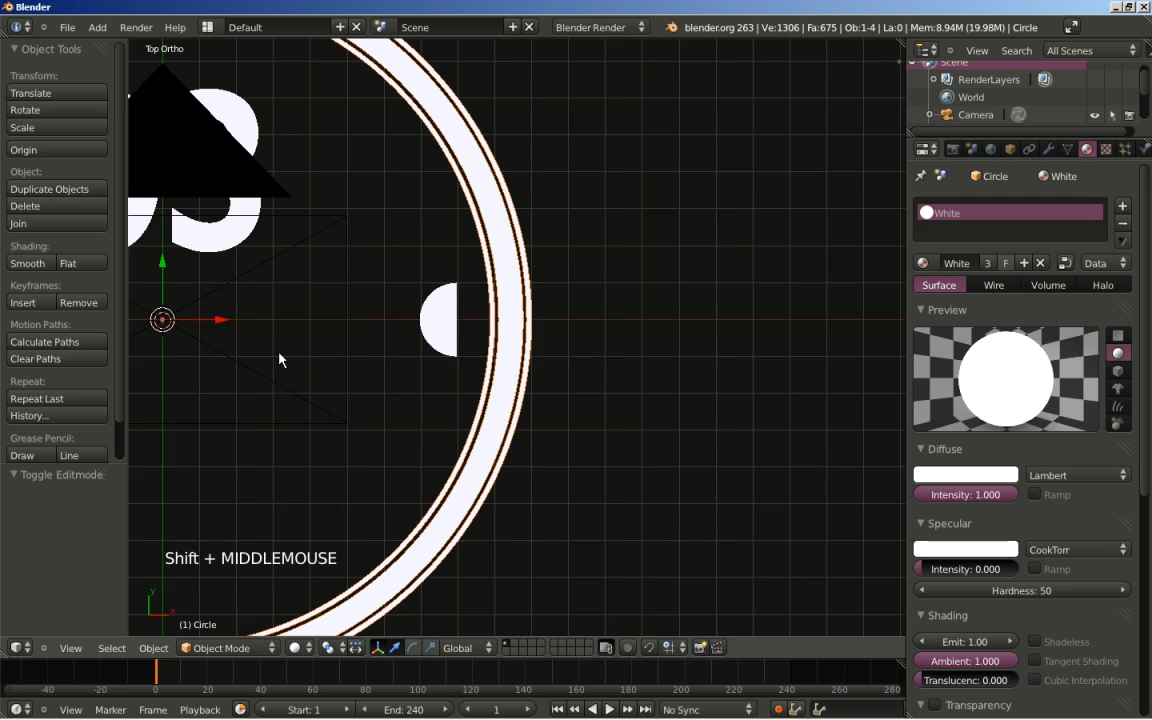 Blender
File Add Render Help Default Scene Blender Render blender.org 263 | Ve:1306 | Fa:675 | Ob:1-4 | La:0 | Mem:8.94M (19.98M) | Circle
Object Tools
Transform:
Translate
Rotate
Scale
Origin
Object:
Duplicate Objects
Delete
Join
Shading:
Smooth Flat
Keyframes:
Insert Remove
Motion Paths:
Calculate Paths
Clear Paths
Repeat:
Repeat Last
History...
Grease Pencil:
Draw Line
Toggle Editmode
Top Ortho
Shift + MIDDLEMOUSE
y
x
(1) Circle
View Search All Scenes
Scene
RenderLayers
World
Camera
Circle White
White
White 3 F Data
Surface Wire Volume Halo
Preview
Diffuse
Lambert
Intensity: 1.000 Ramp
Specular
CookTorr
Intensity: 0.000 Ramp
Hardness: 50
Shading
Emit: 1.00 Shadeless
Ambient: 1.000 Tangent Shading
Translucenc: 0.000 Cubic Interpolation
Transparency
View Select Object Object Mode Global
-40 -20 0 20 40 60 80 100 120 140 160 180 200 220 240 260 280
View Marker Frame Playback Start: 1 End: 240 1 No Sync